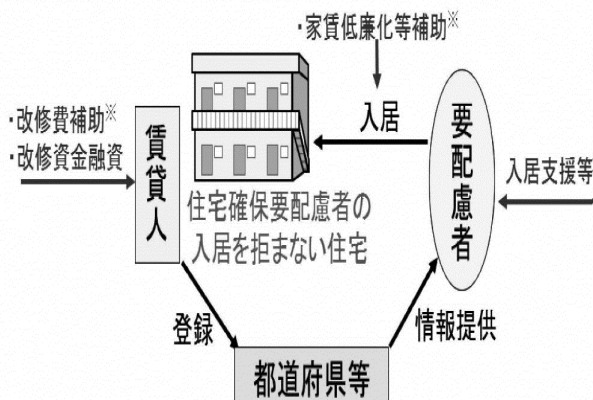 ・家賃低廉化等補助※
・改修費補助※
・改修資金融資
賃貸人
入居
要配慮者
入居支援等
住宅確保要配慮者の
入居を拒まない住宅
登録
情報提供
都道府県等